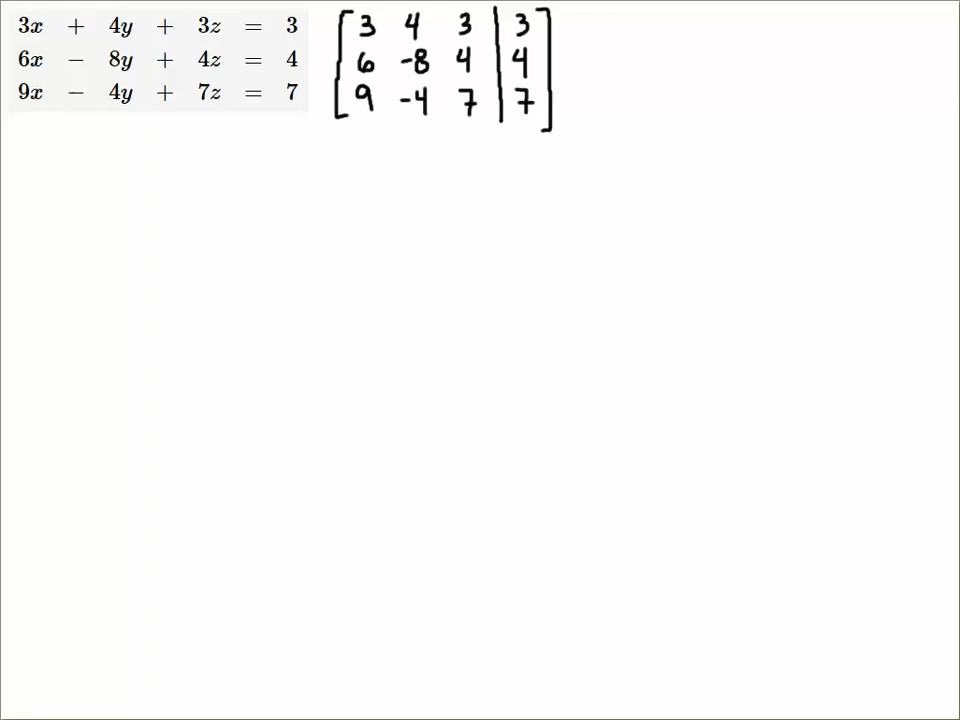 3x + 4y + 3z = 3
6x − 8y + 4z = 4
9x − 4y + 7z = 7
3 4 3 | 3
6 -8 4 | 4
9 -4 7 | 7